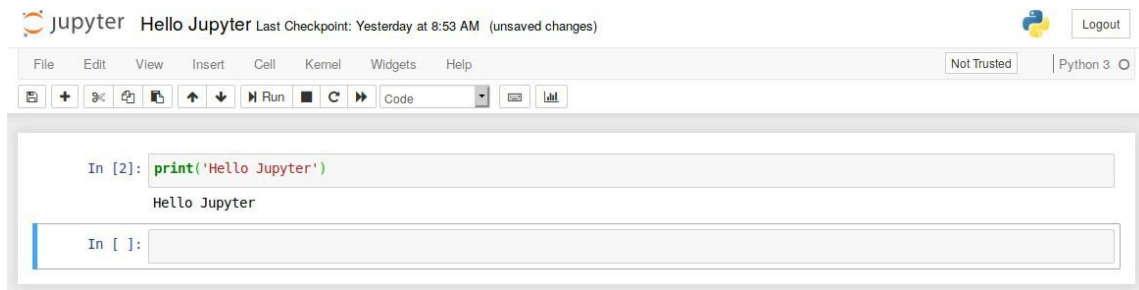 jupyter Hello Jupyter Last Checkpoint: Yesterday at 8:53 AM (unsaved changes) Logout
File Edit View Insert Cell Kernel Widgets Help Not Trusted Python 3
Run Code
In [2]: print('Hello Jupyter')
Hello Jupyter
In [ ]: